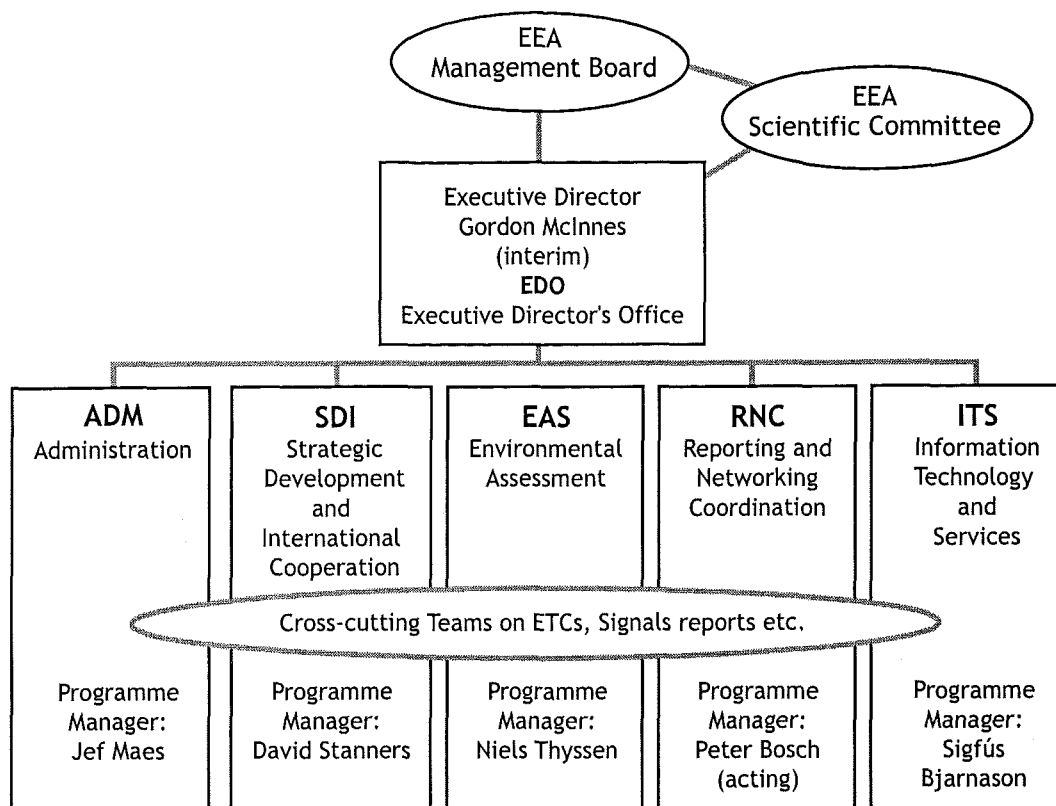 EEA
Management Board
EEA
Scientific Committee
Executive Director
Gordon McInnes
(interim)
EDO
Executive Director's Office
ADM
Administration
SDI
Strategic
Development
and
International
Cooperation
EAS
Environmental
Assessment
RNC
Reporting and
Networking
Coordination
ITS
Information
Technology
and
Services
Cross-cutting Teams on ETCs, Signals reports etc.
Programme
Manager:
Jef Maes
Programme
Manager:
David Stanners
Programme
Manager:
Niels Thyssen
Programme
Manager:
Peter Bosch
(acting)
Programme
Manager:
Sigfús
Bjarnason